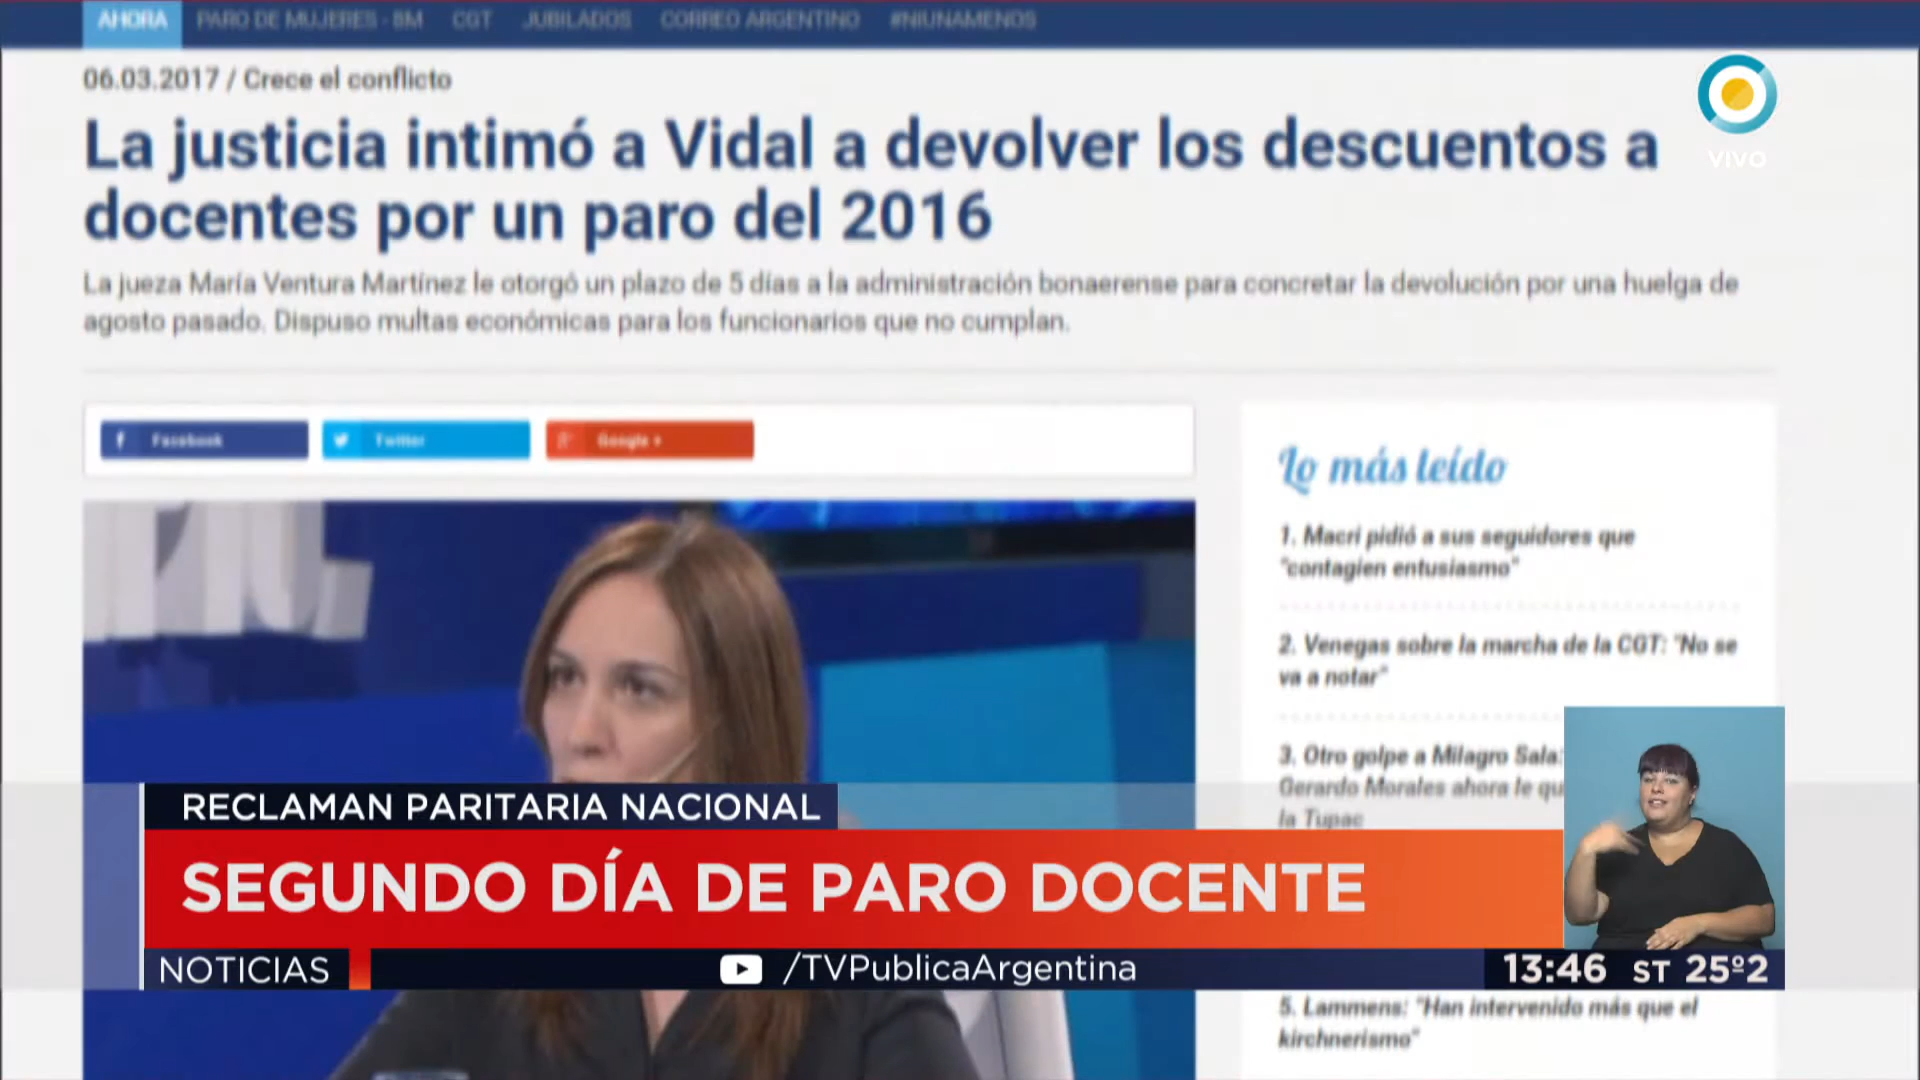 AHORA PARO DE MUJERES - 8M CGT JUBILADOS CORREO ARGENTINO #NIUNAMENOS
06.03.2017 / Crece el conflicto
La justicia intimó a Vidal a devolver los descuentos a
docentes por un paro del 2016
La jueza María Ventura Martínez le otorgó un plazo de 5 días a la administración bonaerense para concretar la devolución por una huelga de
agosto pasado. Dispuso multas económicas para los funcionarios que no cumplan.
VIVO
Facebook Twitter Google +
Lo más leído
1. Macri pidió a sus seguidores que
"contagien entusiasmo"
2. Venegas sobre la marcha de la CGT: "No se
va a notar"
3. Otro golpe a Milagro Sala:
Gerardo Morales ahora le qu
la Tupac
RECLAMAN PARITARIA NACIONAL
SEGUNDO DÍA DE PARO DOCENTE
NOTICIAS /TVPublicaArgentina 13:46 ST 25º2
5. Lammens: "Han intervenido más que el
kirchnerismo"